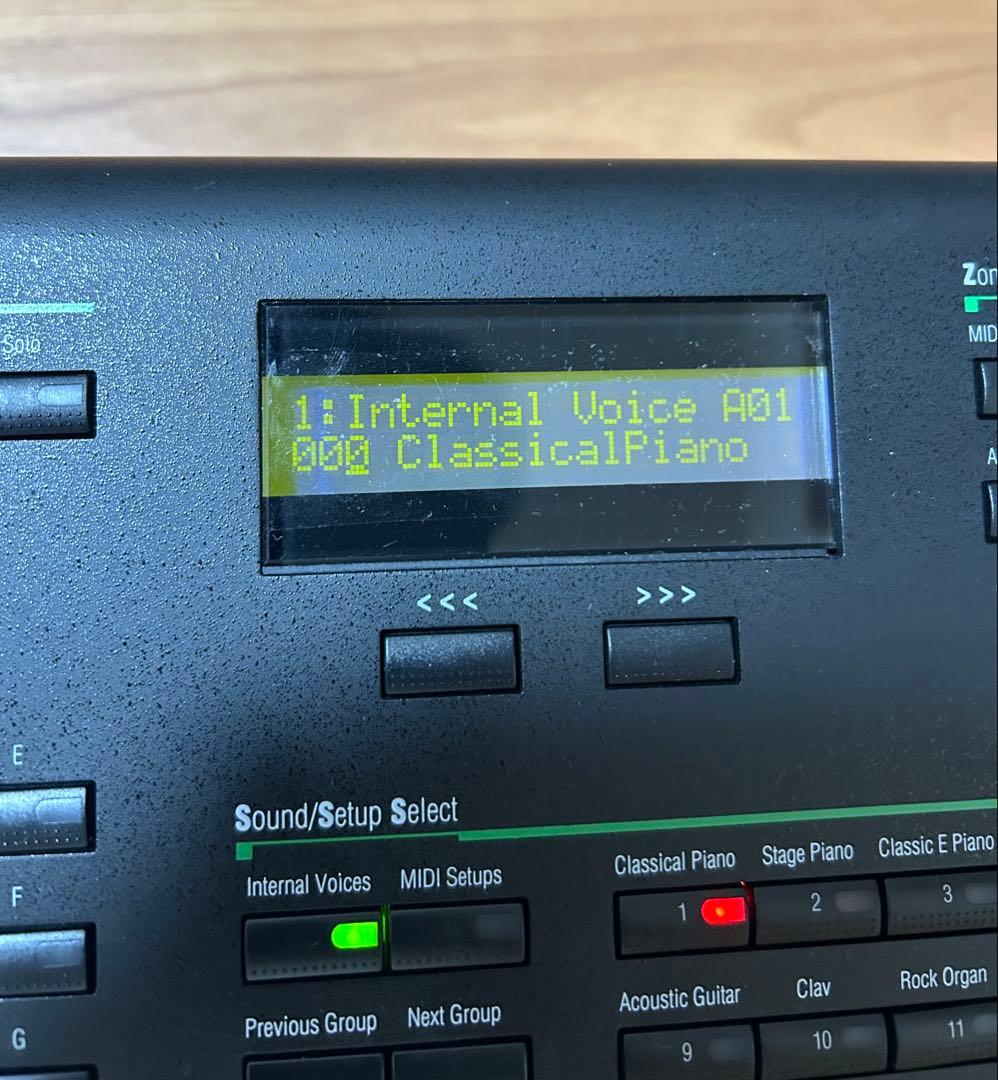 Solo
Zon
MID
A
1:Internal Voice A01
000 ClassicalPiano
<<< >>>
E
Sound/Setup Select
Internal Voices MIDI Setups
Classical Piano Stage Piano Classic E Piano
1 2 3
F
Previous Group Next Group
Acoustic Guitar Clav Rock Organ
9 10 11
G